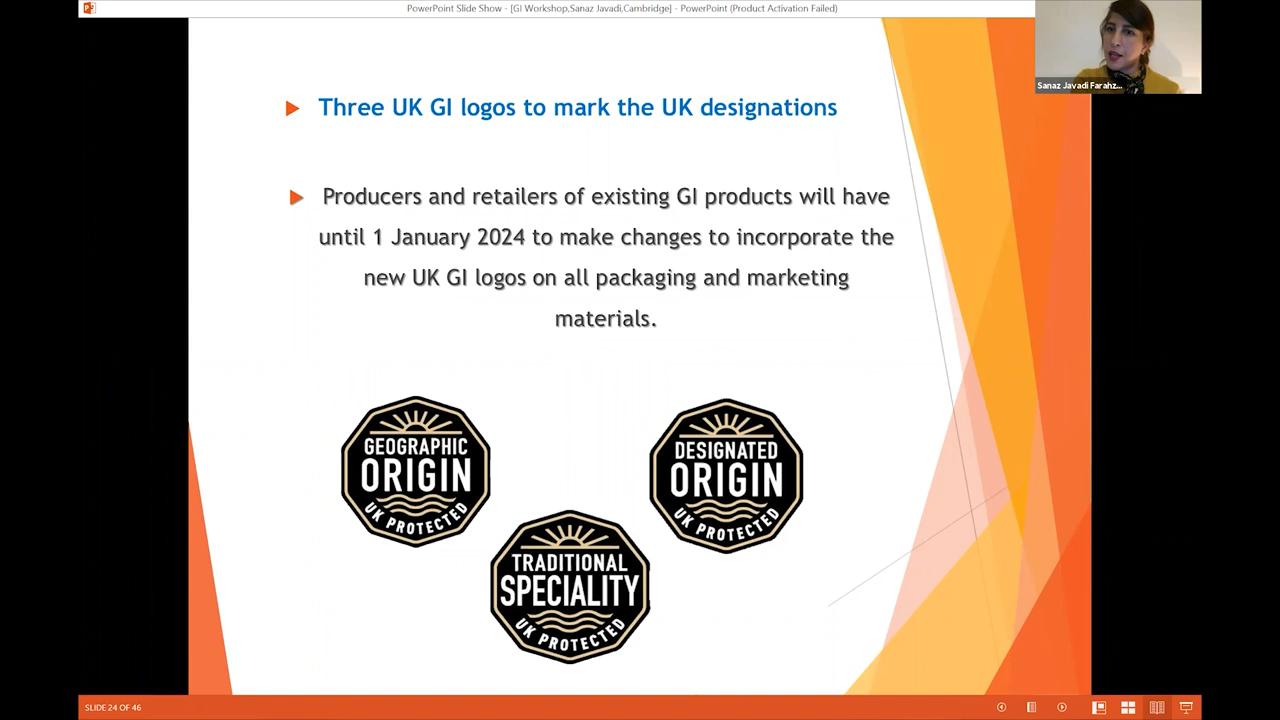 PowerPoint Slide Show - [GI Workshop,Sanaz Javadi,Cambridge] - PowerPoint (Product Activation Failed)
Sanaz Javadi Farahz...
Three UK GI logos to mark the UK designations
Producers and retailers of existing GI products will have
until 1 January 2024 to make changes to incorporate the
new UK GI logos on all packaging and marketing
materials.
GEOGRAPHIC
ORIGIN
UK PROTECTED
DESIGNATED
ORIGIN
UK PROTECTED
TRADITIONAL
SPECIALITY
UK PROTECTED
SLIDE 24 OF 46